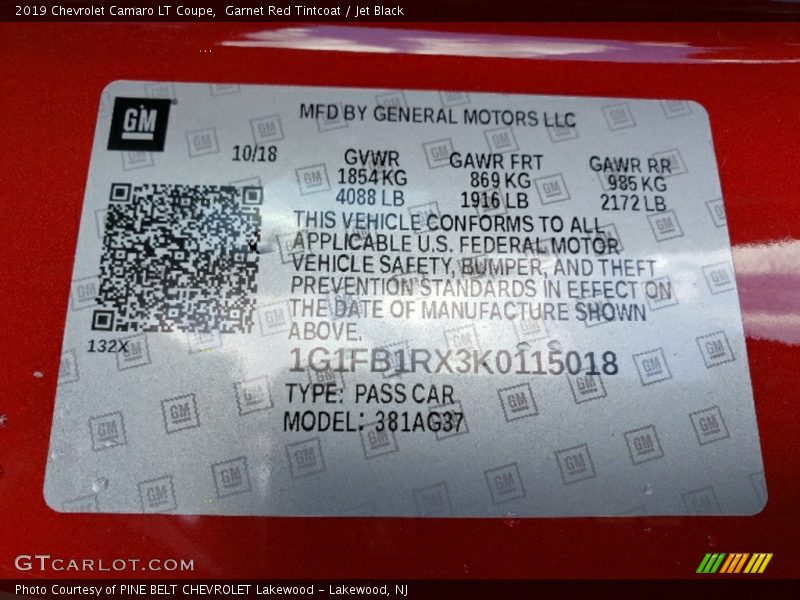 2019 Chevrolet Camaro LT Coupe,  Garnet Red Tintcoat / Jet Black
GM
MFD BY GENERAL MOTORS LLC
10/18
GVWR GAWR FRT GAWR RR
1854 KG 869 KG 985 KG
4088 LB 1916 LB 2172 LB
THIS VEHICLE CONFORMS TO ALL
APPLICABLE U.S. FEDERAL MOTOR
VEHICLE SAFETY, BUMPER, AND THEFT
PREVENTION STANDARDS IN EFFECT ON
THE DATE OF MANUFACTURE SHOWN
ABOVE.
132X
1G1FB1RX3K0115018
TYPE: PASS CAR
MODEL: 381AG37
GTCARLOT.COM
Photo Courtesy of PINE BELT CHEVROLET Lakewood - Lakewood, NJ